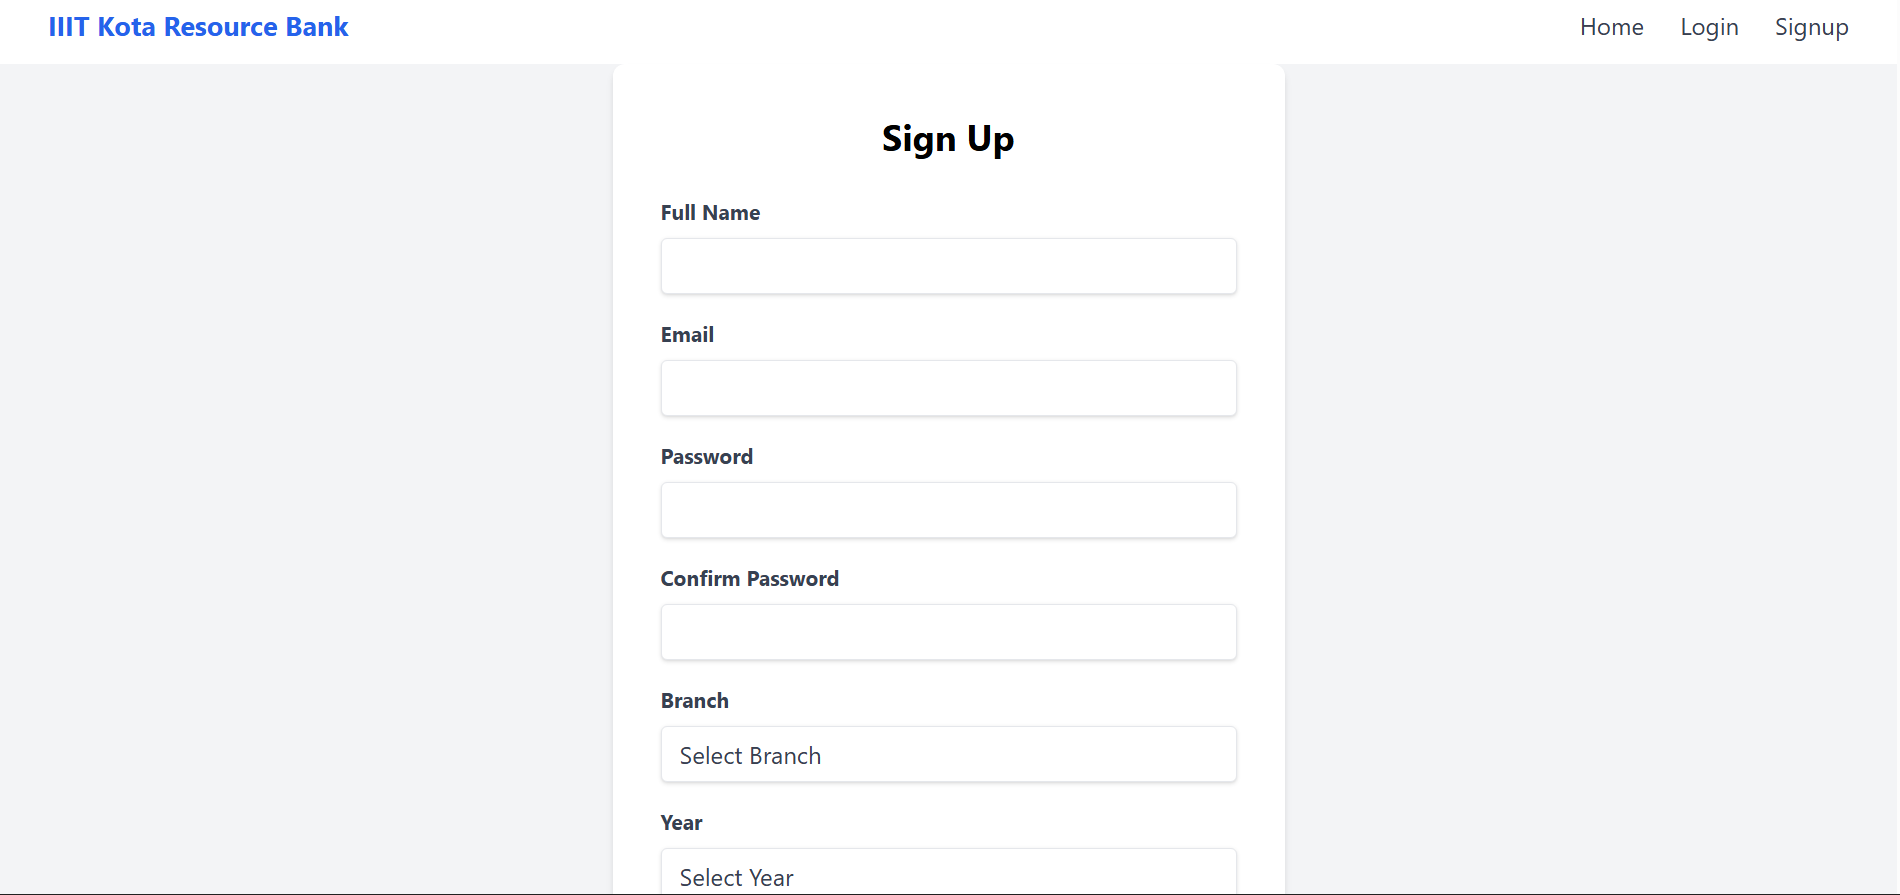 IIIT Kota Resource Bank
Home Login Signup
Sign Up
Full Name
Email
Password
Confirm Password
Branch
Select Branch
Year
Select Year